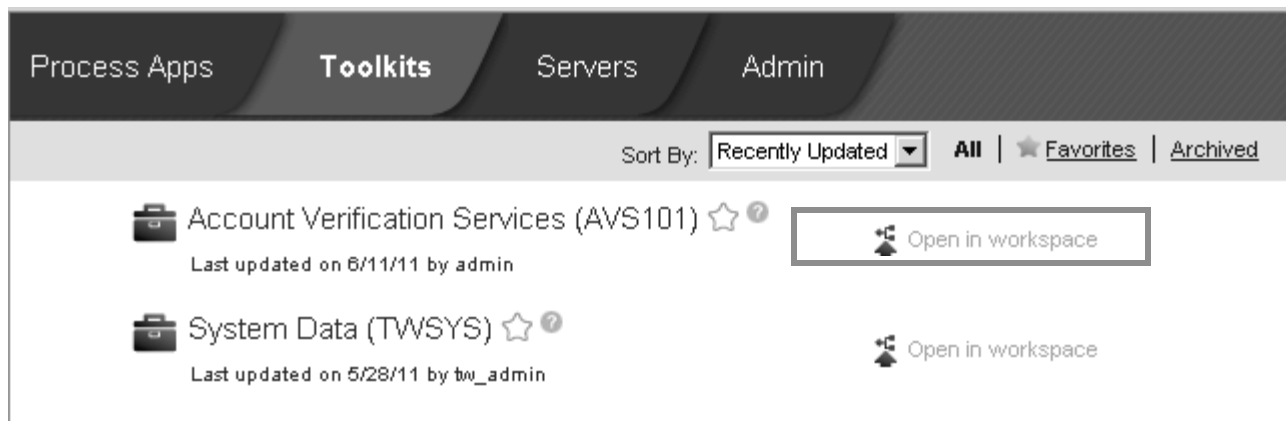 Process Apps Toolkits Servers Admin
Sort By: Recently Updated All | Favorites | Archived
Account Verification Services (AVS101) Open in workspace
Last updated on 6/11/11 by admin
System Data (TWSYS) Open in workspace
Last updated on 5/28/11 by tw_admin